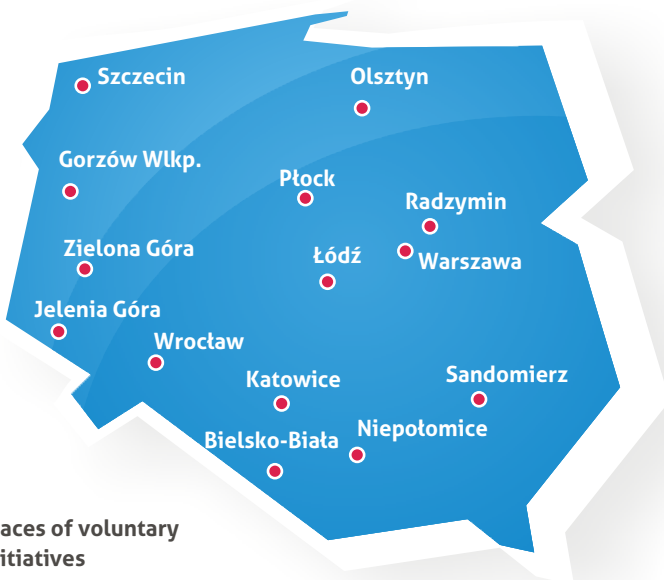 Szczecin
Olsztyn
Gorzów Wlkp.
Płock
Radzymin
Zielona Góra
Łódź
Warszawa
Jelenia Góra
Wrocław
Katowice
Sandomierz
Bielsko-Biała
Niepołomice
aces of voluntary
itiatives